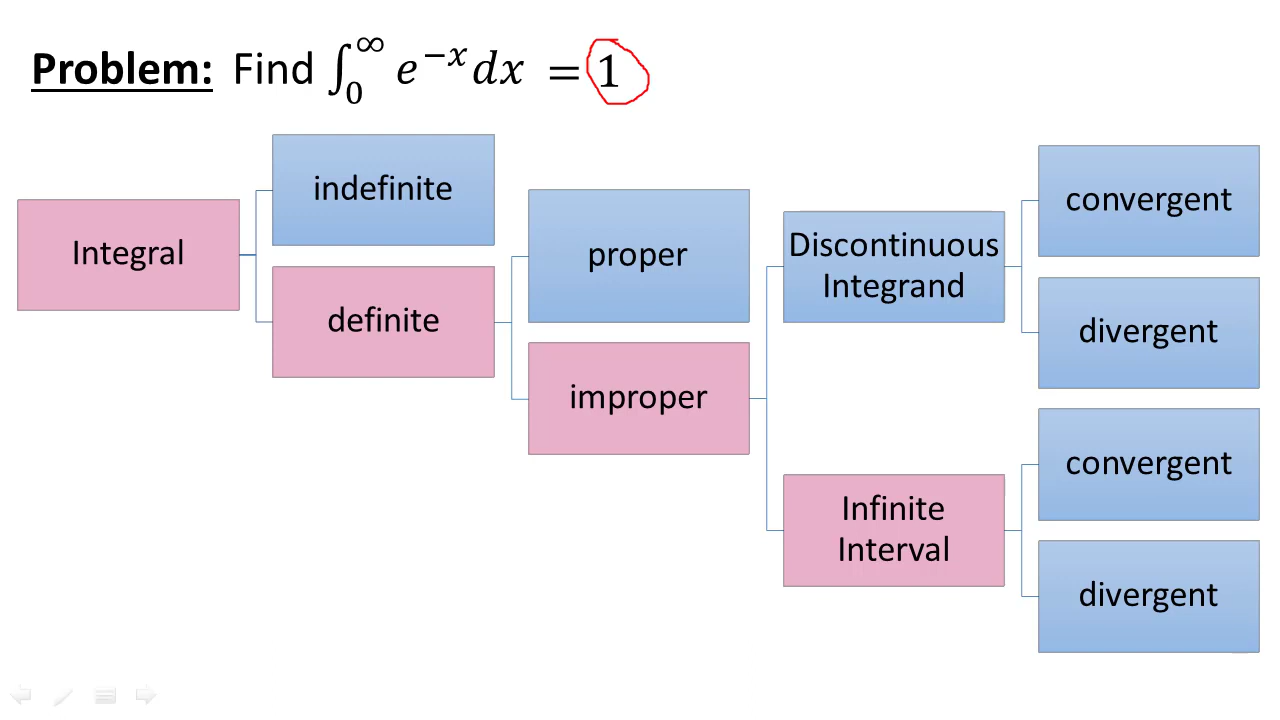 Problem: Find ∫₀^∞ e^{−x} dx = 1
Integral
indefinite
definite
proper
improper
Discontinuous
Integrand
Infinite
Interval
convergent
divergent
convergent
divergent